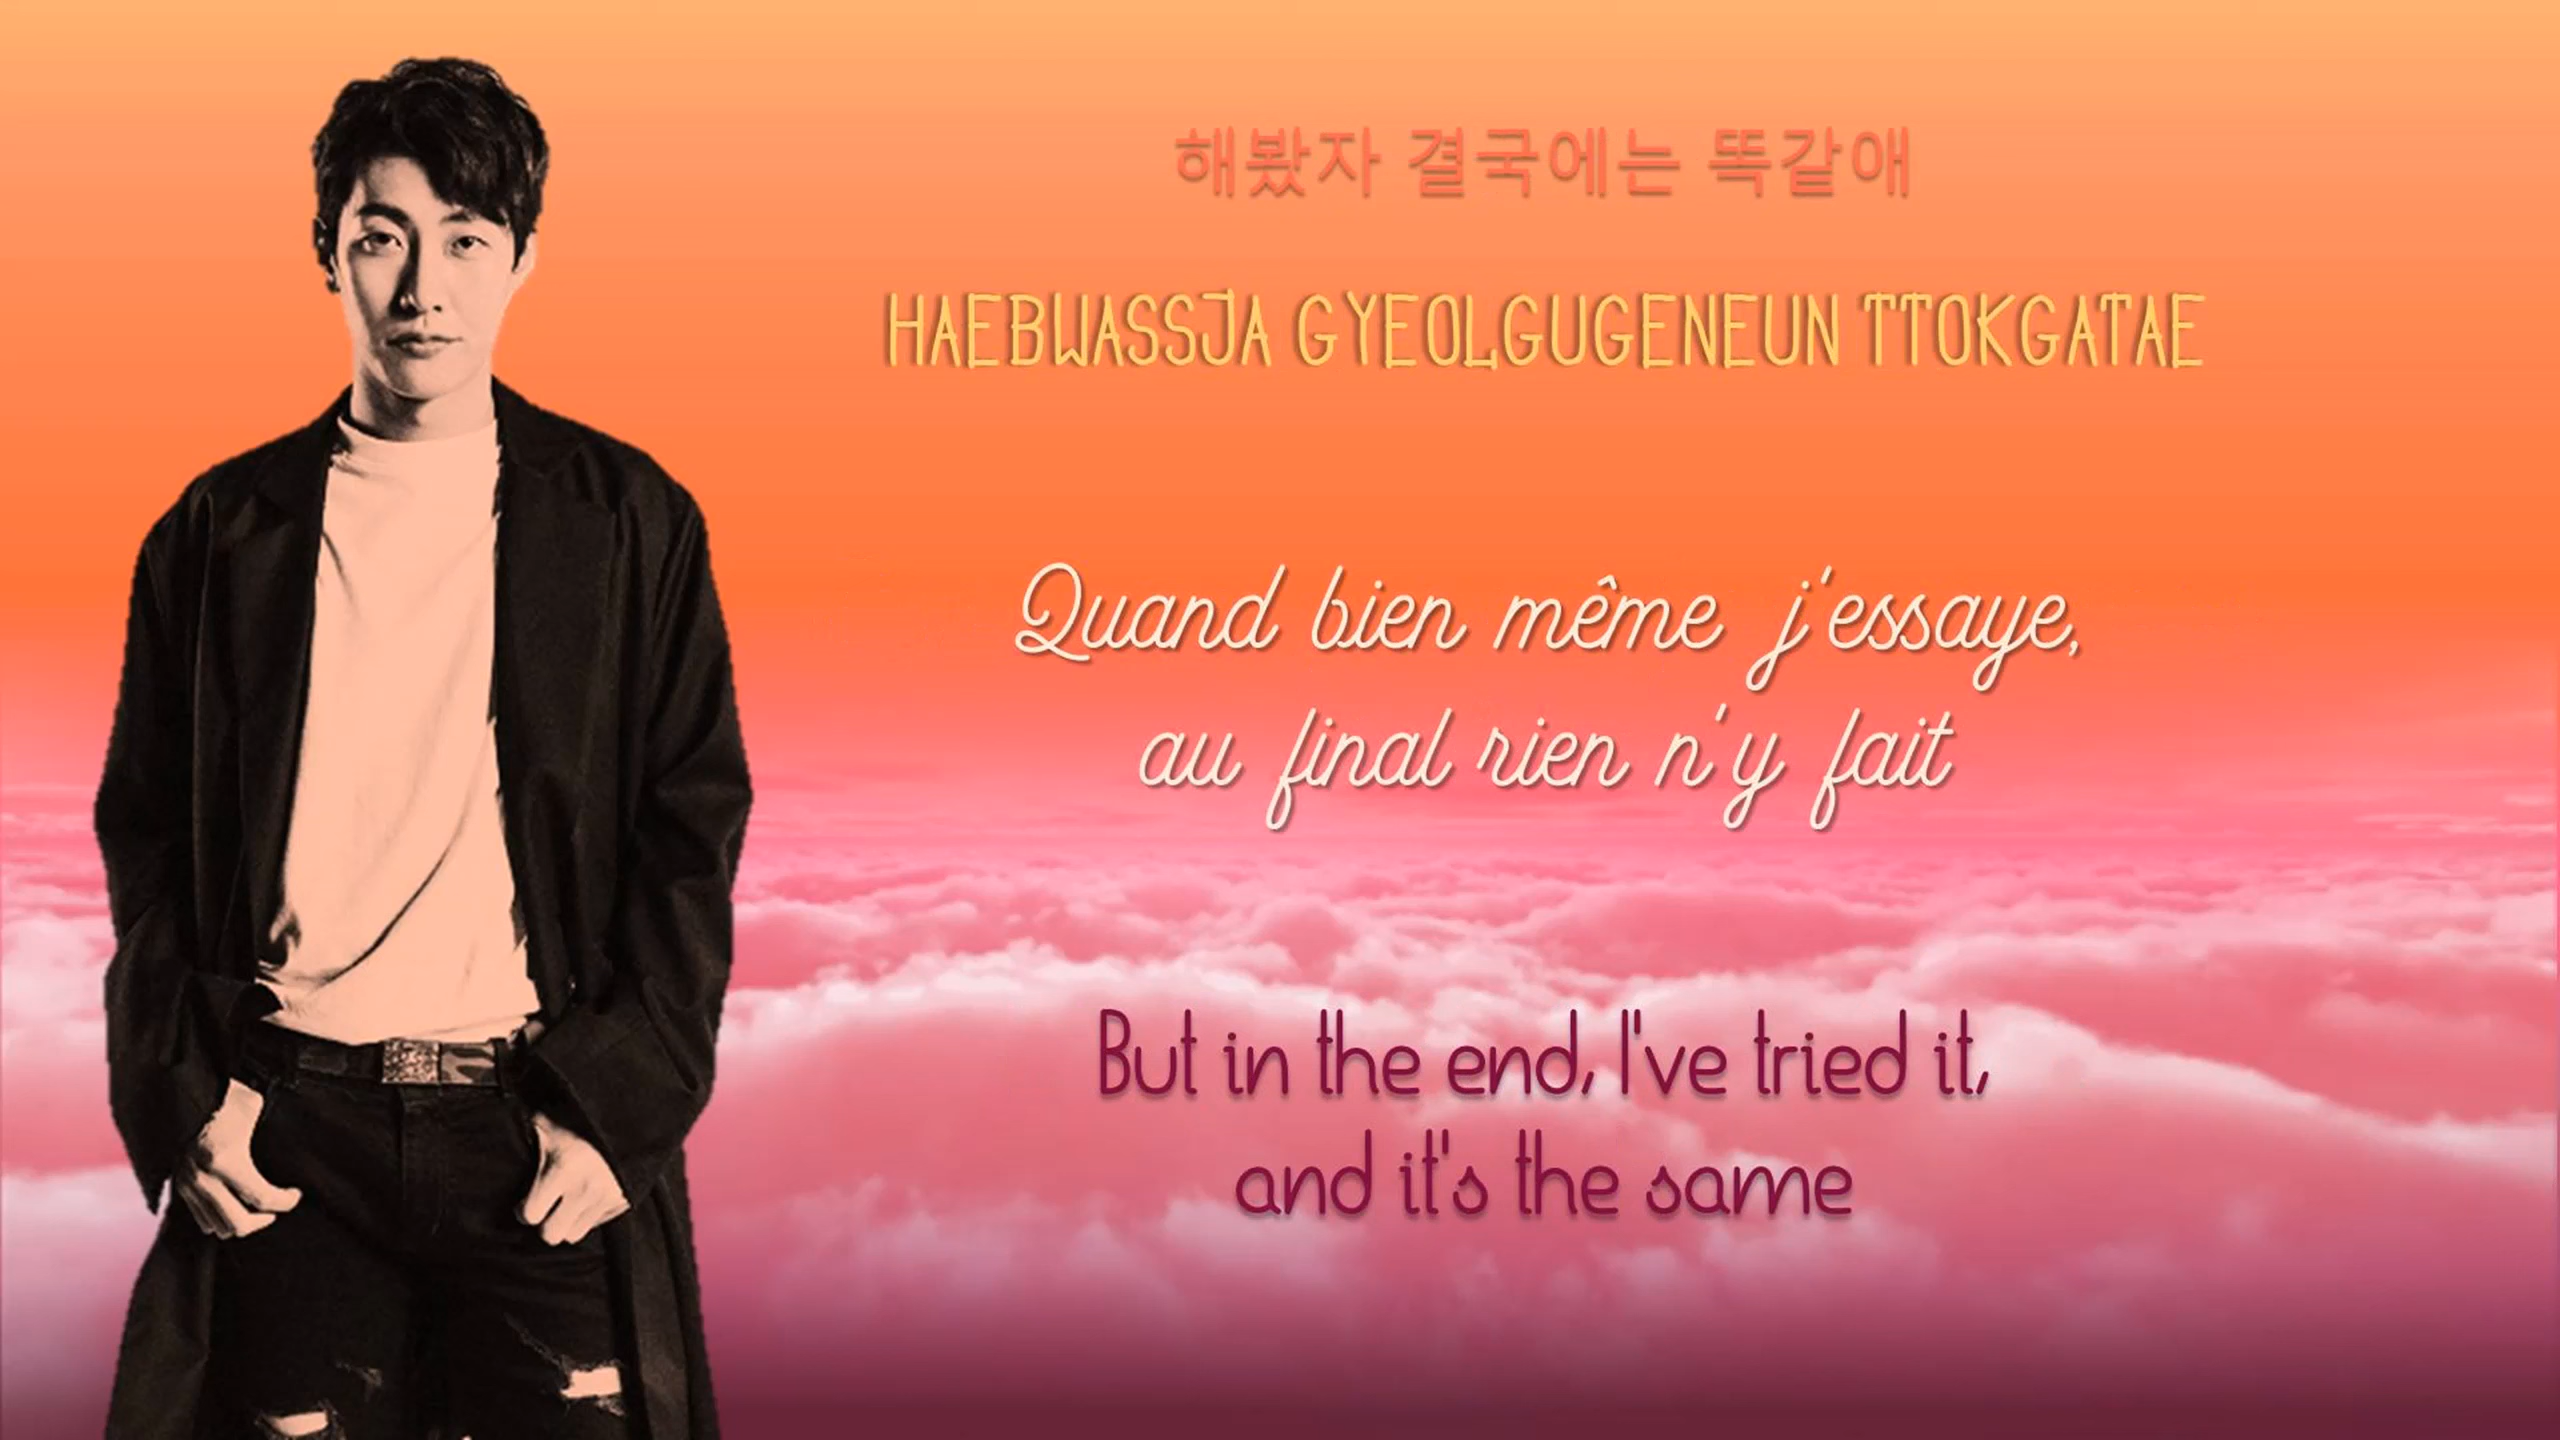 해봤자 결국에는 똑같애
HAEBWASSJA GYEOLGUGENEUN TTOKGATAE
Quand bien même j'essaye,
au final rien n'y fait
But in the end, I've tried it,
and it's the same